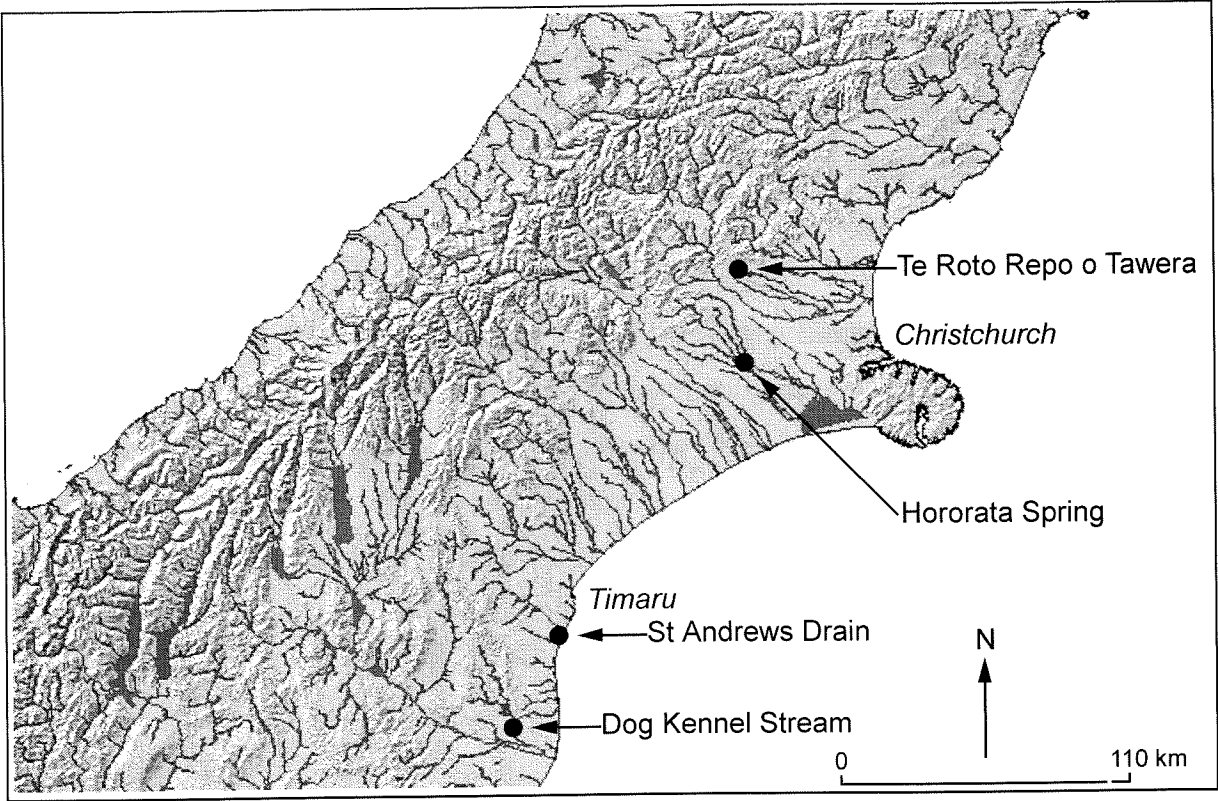 Te Roto Repo o Tawera
Christchurch
Hororata Spring
Timaru
St Andrews Drain
Dog Kennel Stream
N
0
110 km